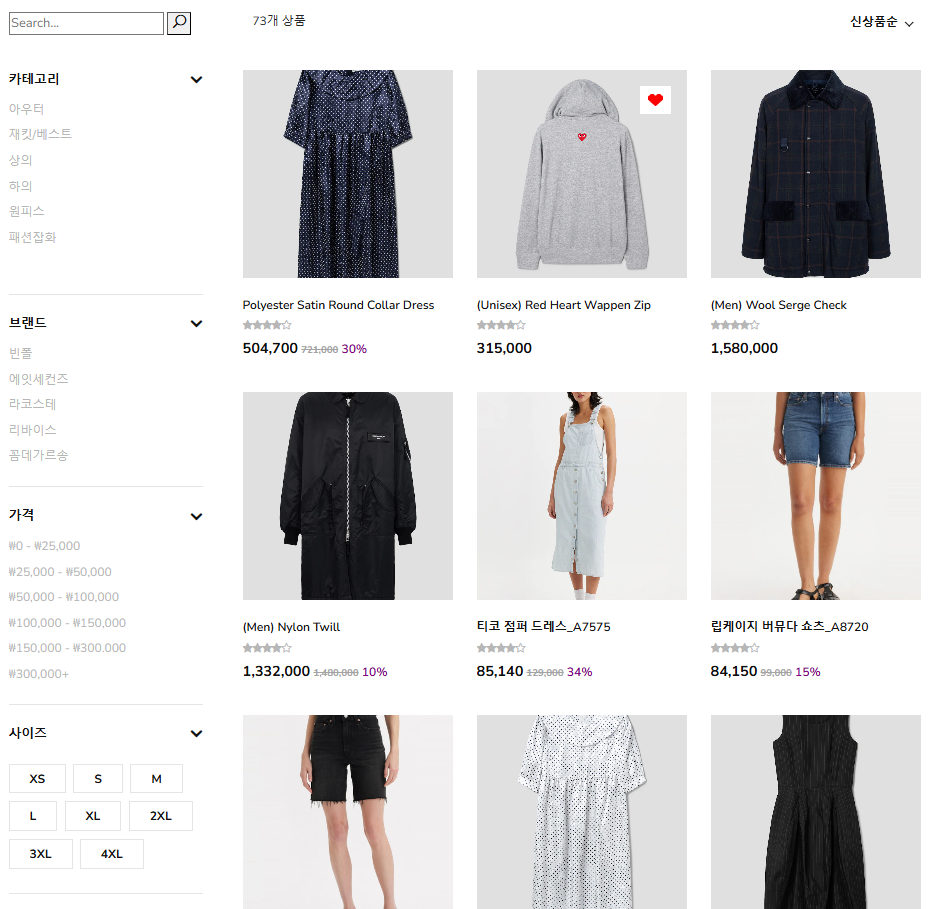 Search...
카테고리
아우터
재킷/베스트
상의
하의
원피스
패션잡화
브랜드
빈폴
에잇세컨즈
라코스테
리바이스
꼼데가르송
가격
₩0 - ₩25,000
₩25,000 - ₩50,000
₩50,000 - ₩100,000
₩100,000 - ₩150,000
₩150,000 - ₩300.000
₩300,000+
사이즈
XS S M
L XL 2XL
3XL 4XL
73개 상품
신상품순
Polyester Satin Round Collar Dress
504,700 721,000 30%
(Unisex) Red Heart Wappen Zip
315,000
(Men) Wool Serge Check
1,580,000
(Men) Nylon Twill
1,332,000 1,480,000 10%
티코 점퍼 드레스_A7575
85,140 129,000 34%
립케이지 버뮤다 쇼츠_A8720
84,150 99,000 15%